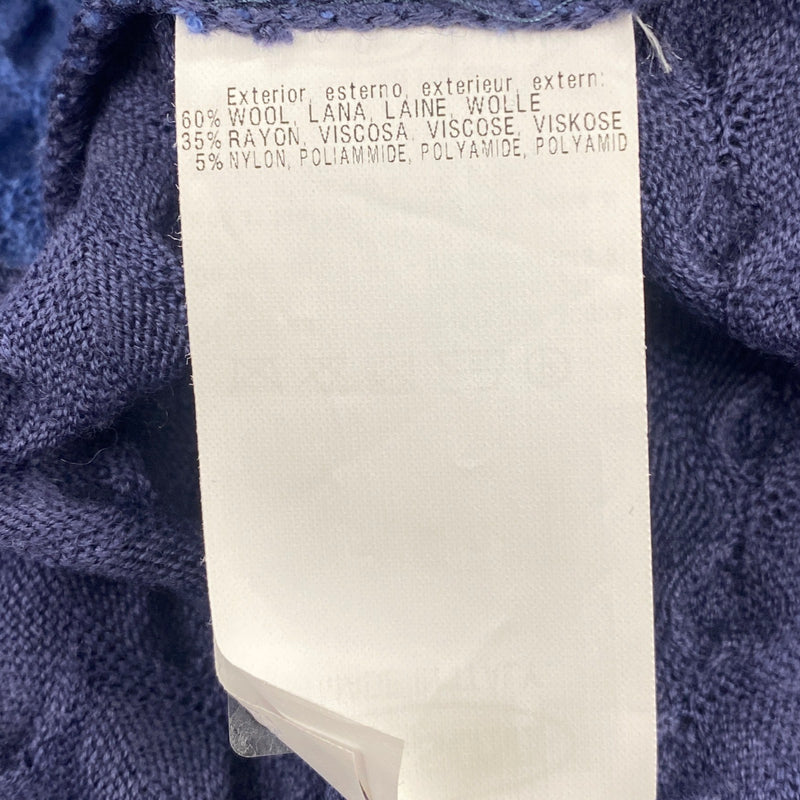 Exterior, esterno, exterieur, extern:
60% WOOL, LANA, LAINE, WOLLE
35% RAYON, VISCOSA, VISCOSE, VISKOSE
5% NYLON, POLIAMMIDE, POLYAMIDE, POLYAMID